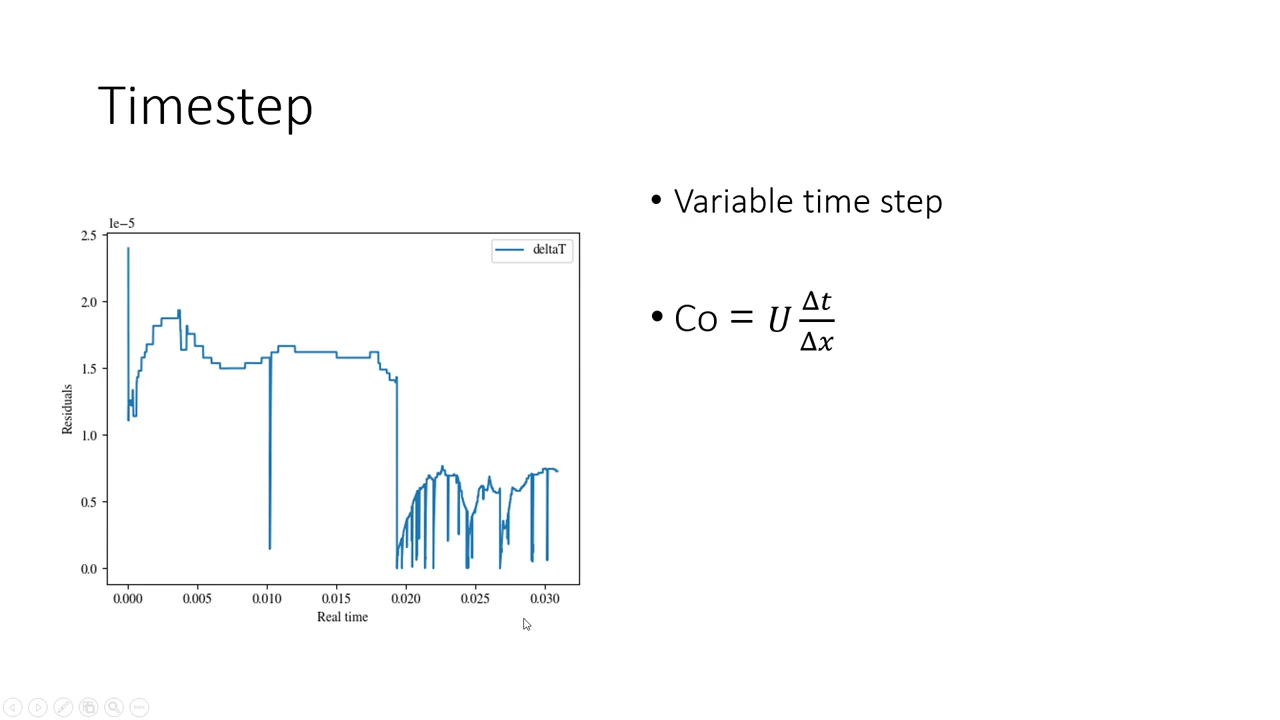 Timestep
• Variable time step
• Co = U Δt/Δx
1e−5
2.5
2.0
1.5
1.0
0.5
0.0
Residuals
deltaT
0.000 0.005 0.010 0.015 0.020 0.025 0.030
Real time